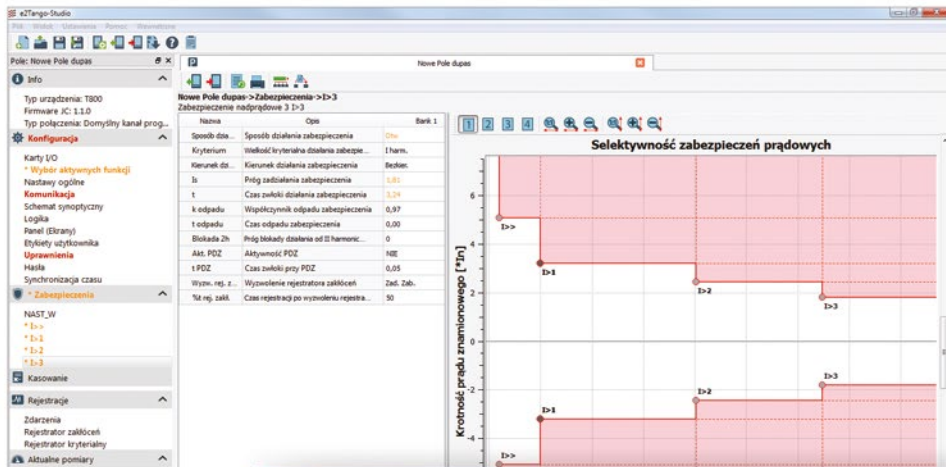 e2Tango-Studio
Plik Widok Ustawienia Pomoc Wewnętrzne
Pole: Nowe Pole dupas
Nowe Pole dupas
Info
Typ urządzenia: T800
Firmware JC: 1.1.0
Typ połączenia: Domyślny kanał prog...
Konfiguracja
Karty I/O
* Wybór aktywnych funkcji
Nastawy ogólne
Komunikacja
Schemat synoptyczny
Logika
Panel (Ekrany)
Etykiety użytkownika
Uprawnienia
Hasła
Synchronizacja czasu
* Zabezpieczenia
NAST_W
* I>>
* I>1
* I>2
* I>3
Kasowanie
Rejestracje
Zdarzenia
Rejestrator zakłóceń
Rejestrator kryterialny
Aktualne pomiary
Nowe Pole dupas->Zabezpieczenia->I>3
Zabezpieczenie nadprądowe 3 I>3
Nazwa Opis Bank 1
Sposób dzia... Sposób działania zabezpieczenia
Kryterium Wielkość kryterialna działania zabezpie... I harm.
Kierunek dzi... Kierunek działania zabezpieczenia Bezkier.
Is Próg zadziałania zabezpieczenia 1,81
t Czas zwłoki działania zabezpieczenia 3,24
k odpadu Współczynnik odpadu zabezpieczenia 0,97
t odpadu Czas odpadu zabezpieczenia 0,00
Blokada 2h Próg blokady działania od II harmonic... 0
Akt. PDZ Aktywność PDZ NIE
t PDZ Czas zwłoki przy PDZ 0,05
Wyzw. rej. z... Wyzwolenie rejestratora zakłóceń Zad. Zab.
%t rej. zakł. Czas rejestracji po wyzwoleniu rejestra... 50
1 2 3 4
Selektywność zabezpieczeń prądowych
Krotność prądu znamionowego [*In]
6
4
2
0
-2
-4
I>>
I>1
I>2
I>3
I>3
I>2
I>1
I>>